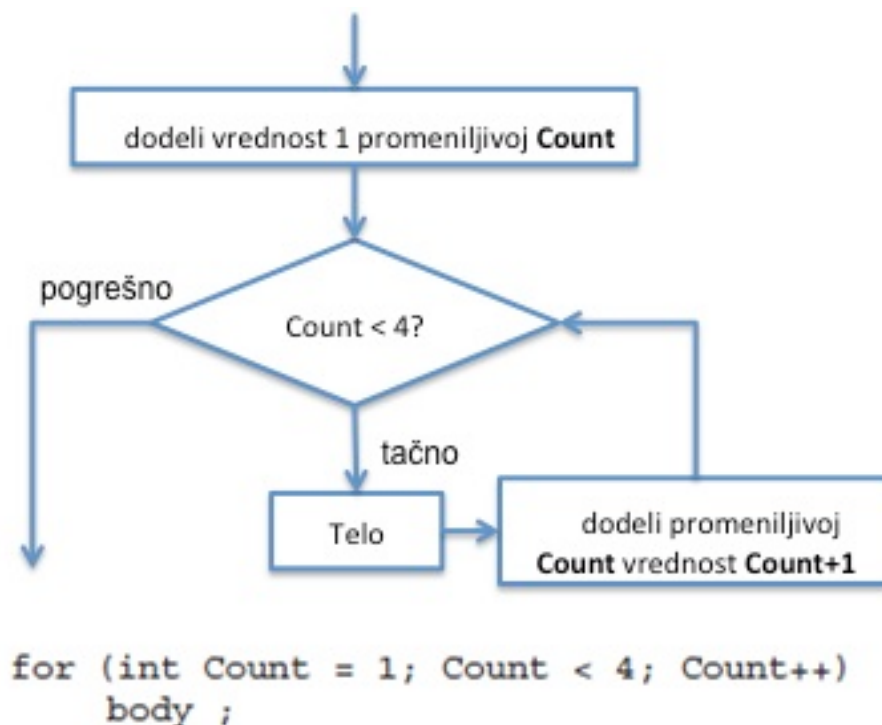 dodeli vrednost 1 promeniljivoj Count
pogrešno
Count < 4?
tačno
Telo
dodeli promeniljivoj
Count vrednost Count+1
for (int Count = 1; Count < 4; Count++)
body ;